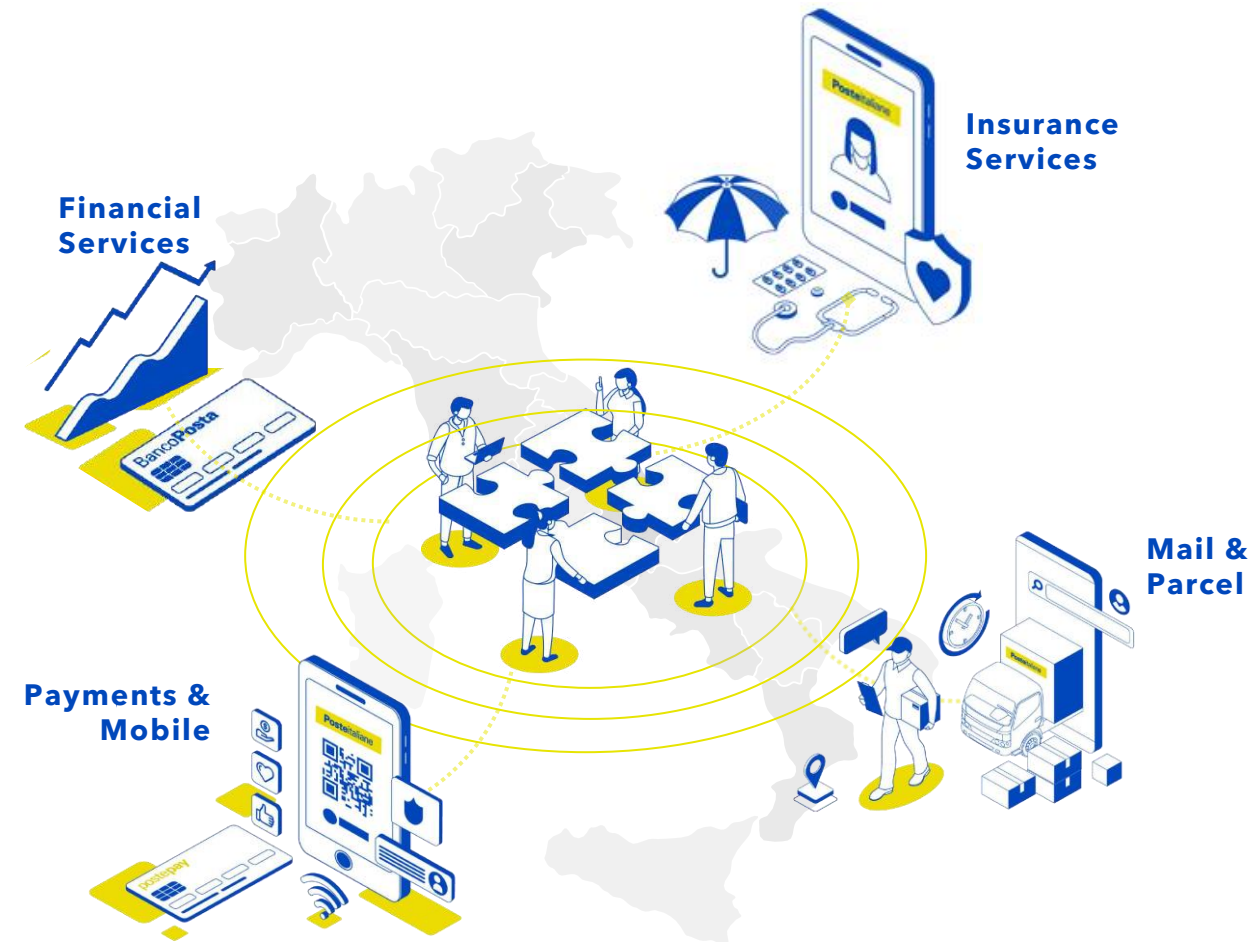 Posteitaliane
Insurance
Services
Financial
Services
BancoPosta
Mail &
Parcel
Posteitaliane
Payments &
Mobile
Posteitaliane
postepay